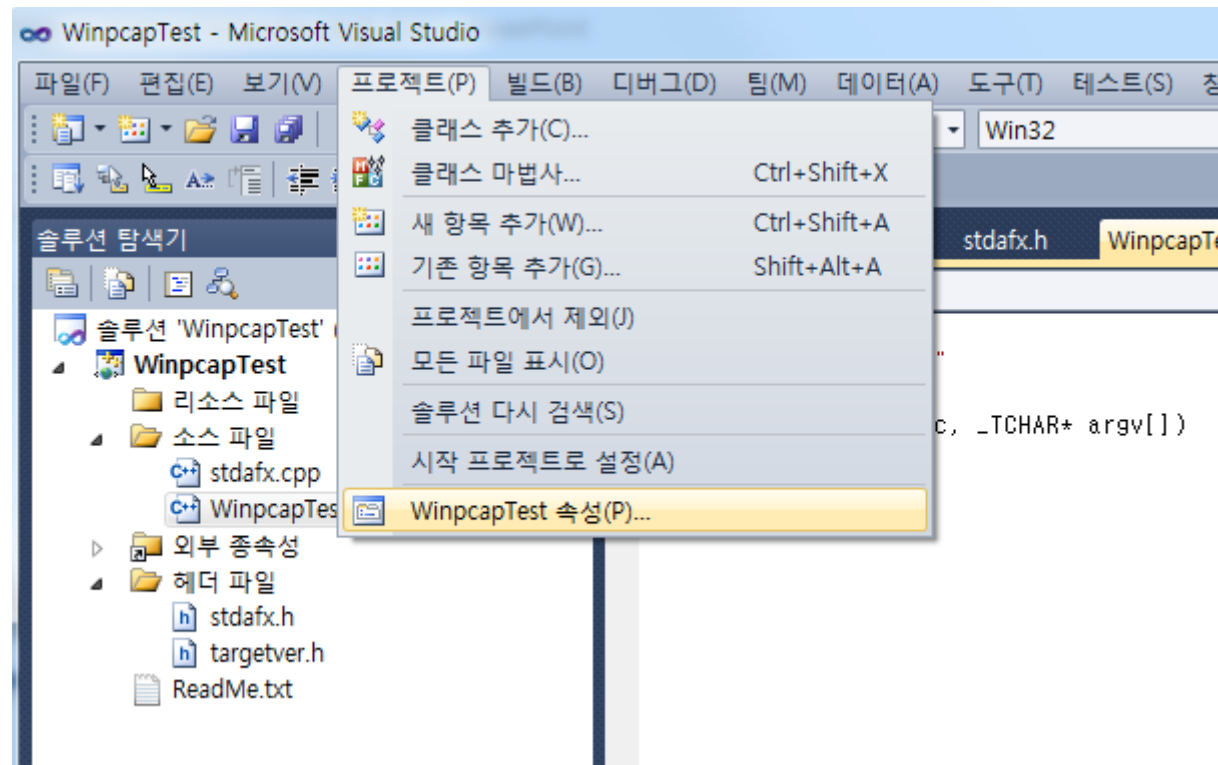 WinpcapTest - Microsoft Visual Studio
파일(F) 편집(E) 보기(V) 프로젝트(P) 빌드(B) 디버그(D) 팀(M) 데이터(A) 도구(T) 테스트(S)
클래스 추가(C)...
Win32
클래스 마법사... Ctrl+Shift+X
새 항목 추가(W)... Ctrl+Shift+A
기존 항목 추가(G)... Shift+Alt+A
프로젝트에서 제외(J)
모든 파일 표시(O)
솔루션 다시 검색(S)
시작 프로젝트로 설정(A)
WinpcapTest 속성(P)...
솔루션 탐색기
솔루션 'WinpcapTest' (
WinpcapTest
리소스 파일
소스 파일
stdafx.cpp
WinpcapTes
외부 종속성
헤더 파일
stdafx.h
targetver.h
ReadMe.txt
stdafx.h WinpcapTe
"
c, _TCHAR* argv[])